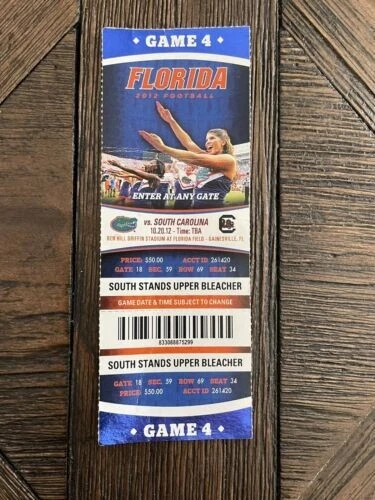 GAME 4
FLORIDA
2012 FOOTBALL
ENTER AT ANY GATE
vs. SOUTH CAROLINA
10.20.12 - Time: TBA
BEN HILL GRIFFIN STADIUM AT FLORIDA FIELD - GAINESVILLE, FL
PRICE: $50.00 ACCT ID 261420
GATE 18 SEC. 59 ROW 69 SEAT 34
SOUTH STANDS UPPER BLEACHER
GAME DATE & TIME SUBJECT TO CHANGE
833088875299
SOUTH STANDS UPPER BLEACHER
GATE 18 SEC. 59 ROW 69 SEAT 34
PRICE: $50.00 ACCT ID 261420
GAME 4